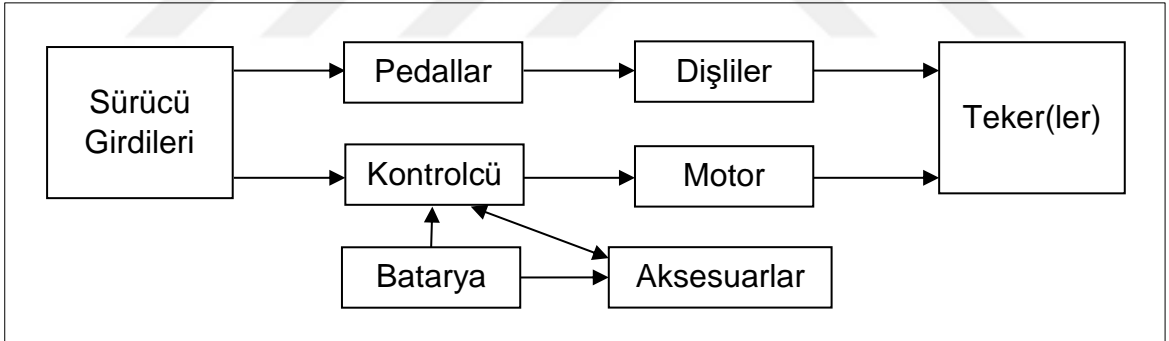 Sürücü
Girdileri
Pedallar
Dişliler
Teker(ler)
Kontrolcü
Motor
Batarya
Aksesuarlar